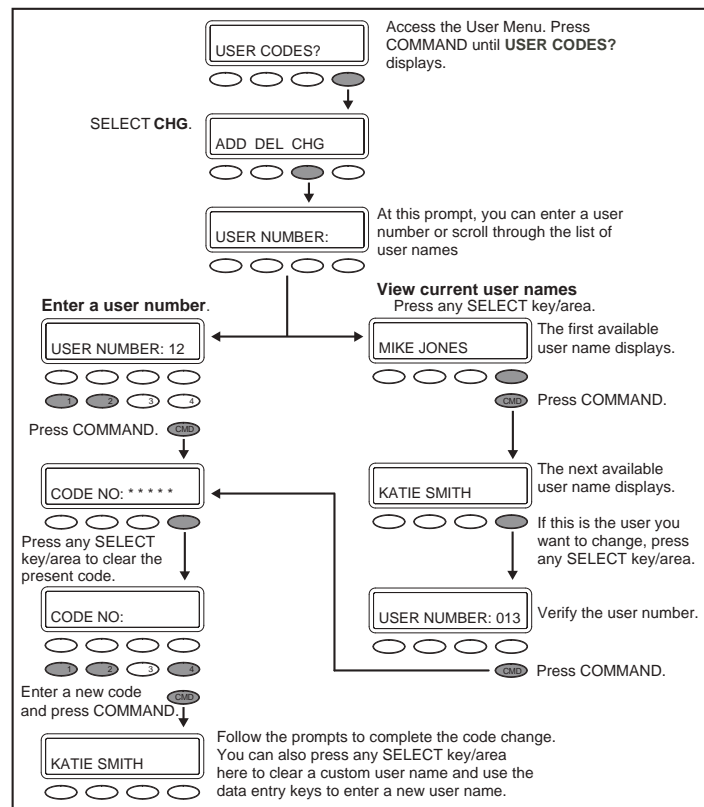 USER CODES?
Access the User Menu. Press
COMMAND until USER CODES?
displays.
SELECT CHG.
ADD DEL CHG
USER NUMBER:
At this prompt, you can enter a user
number or scroll through the list of
user names
Enter a user number.
USER NUMBER: 12
1 2 3 4
Press COMMAND. CMD
CODE NO: * * * * *
Press any SELECT
key/area to clear the
present code.
CODE NO:
1 2 3 4
Enter a new code
and press COMMAND.
CMD
KATIE SMITH
View current user names
Press any SELECT key/area.
MIKE JONES
The first available
user name displays.
CMD Press COMMAND.
KATIE SMITH
The next available
user name displays.
If this is the user you
want to change, press
any SELECT key/area.
USER NUMBER: 013
Verify the user number.
CMD Press COMMAND.
Follow the prompts to complete the code change.
You can also press any SELECT key/area
here to clear a custom user name and use the
data entry keys to enter a new user name.